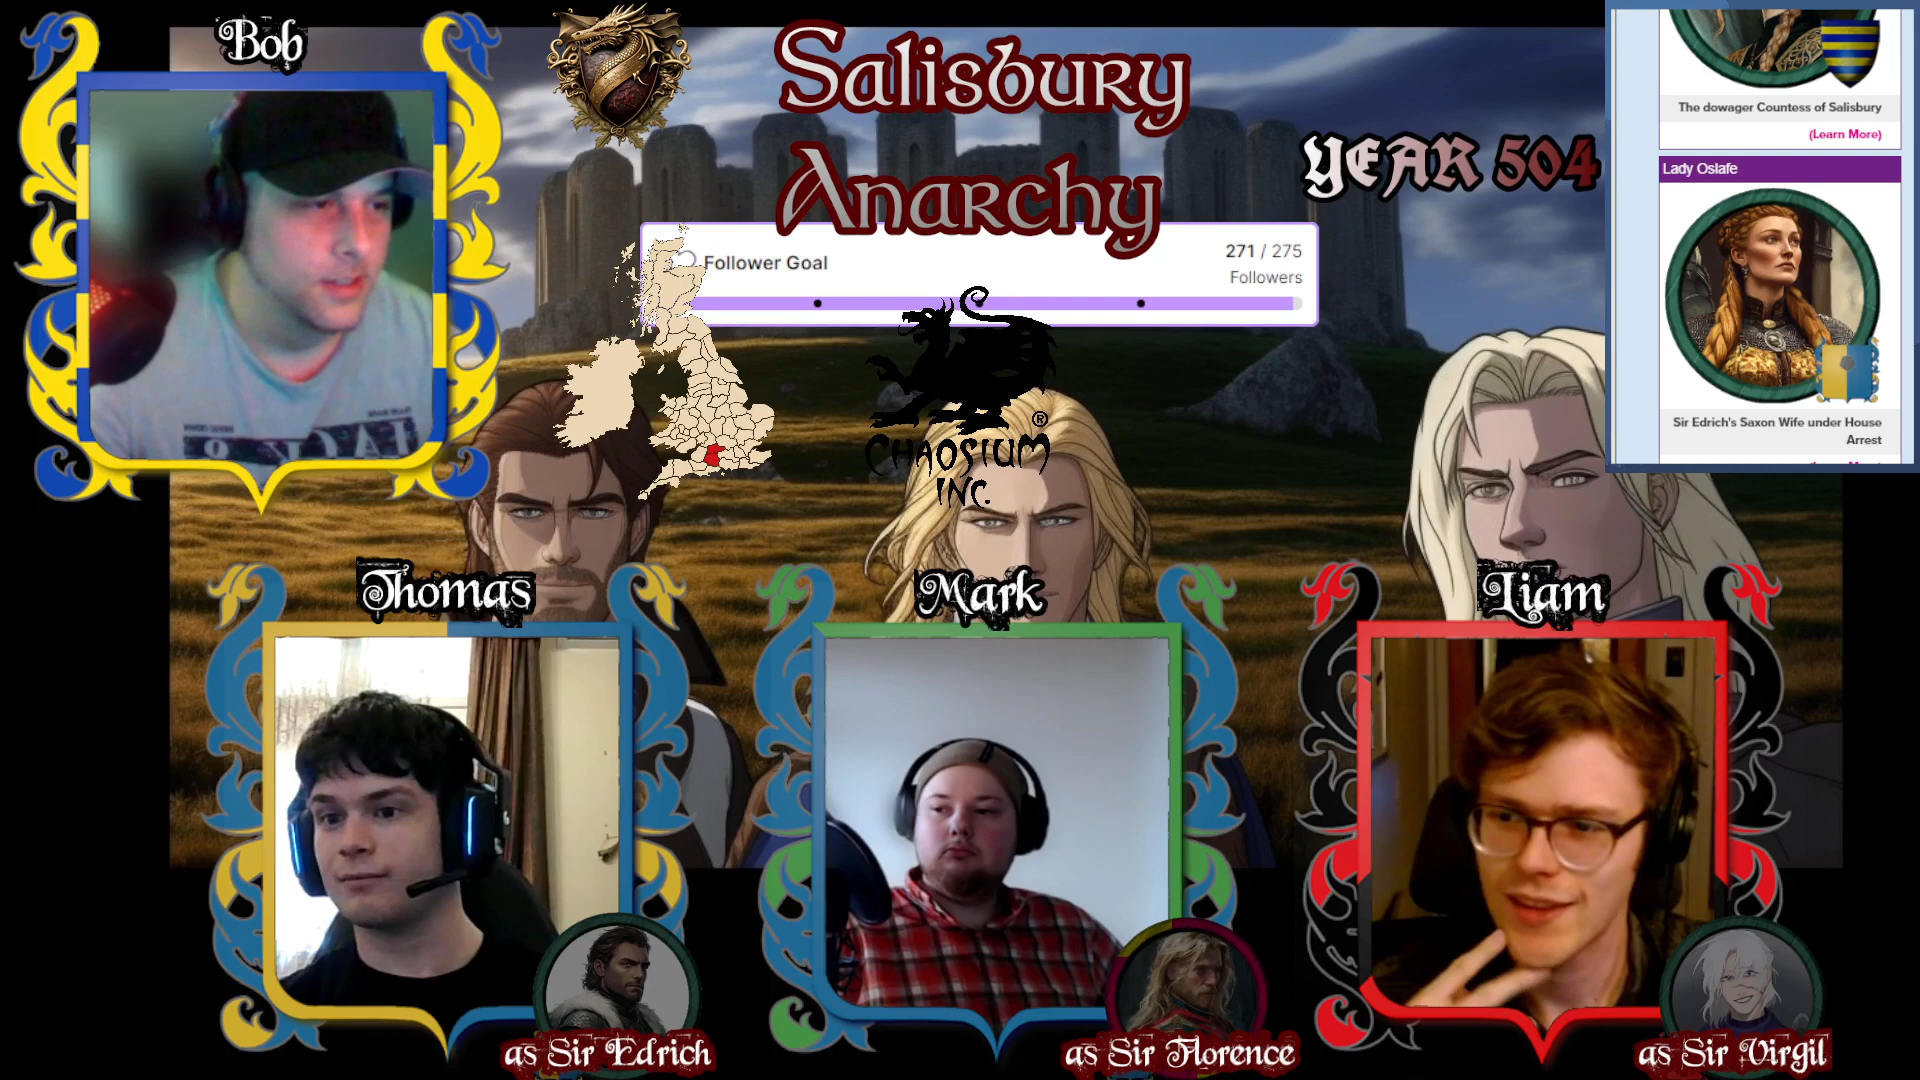 Bob
Salisbury
Anarchy
YEAR 504
Follower Goal
271 / 275
Followers
CHAOSIUM
INC.
®
The dowager Countess of Salisbury
(Learn More)
Lady Oslafe
Sir Edrich's Saxon Wife under House
Arrest
Thomas
Mark
Liam
as Sir Edrich
as Sir Florence
as Sir Virgil